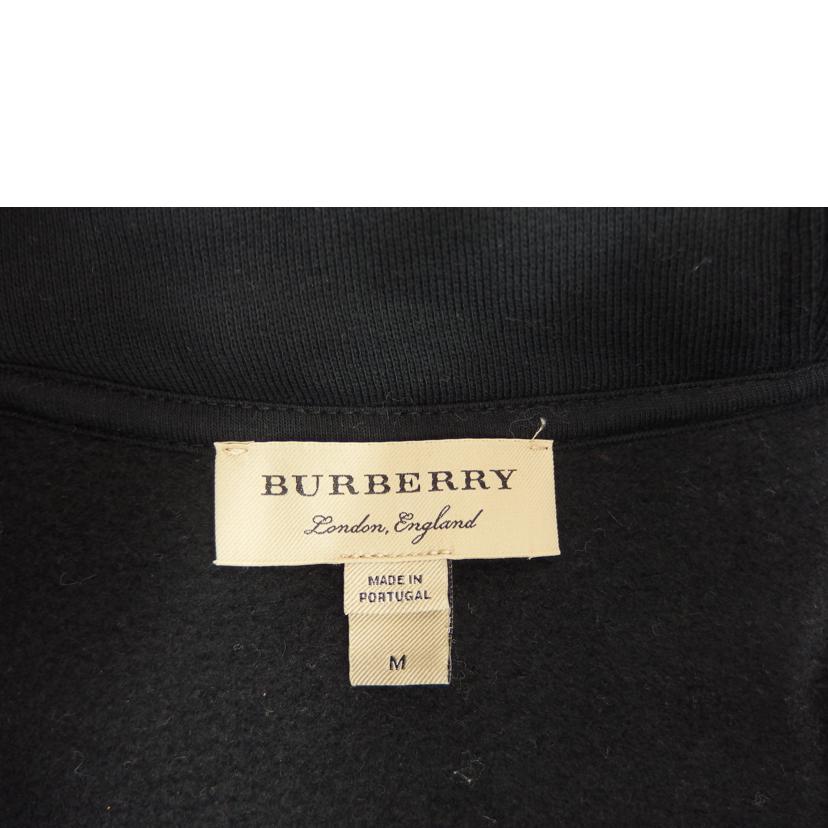 BURBERRY
London, England
MADE IN
PORTUGAL
M